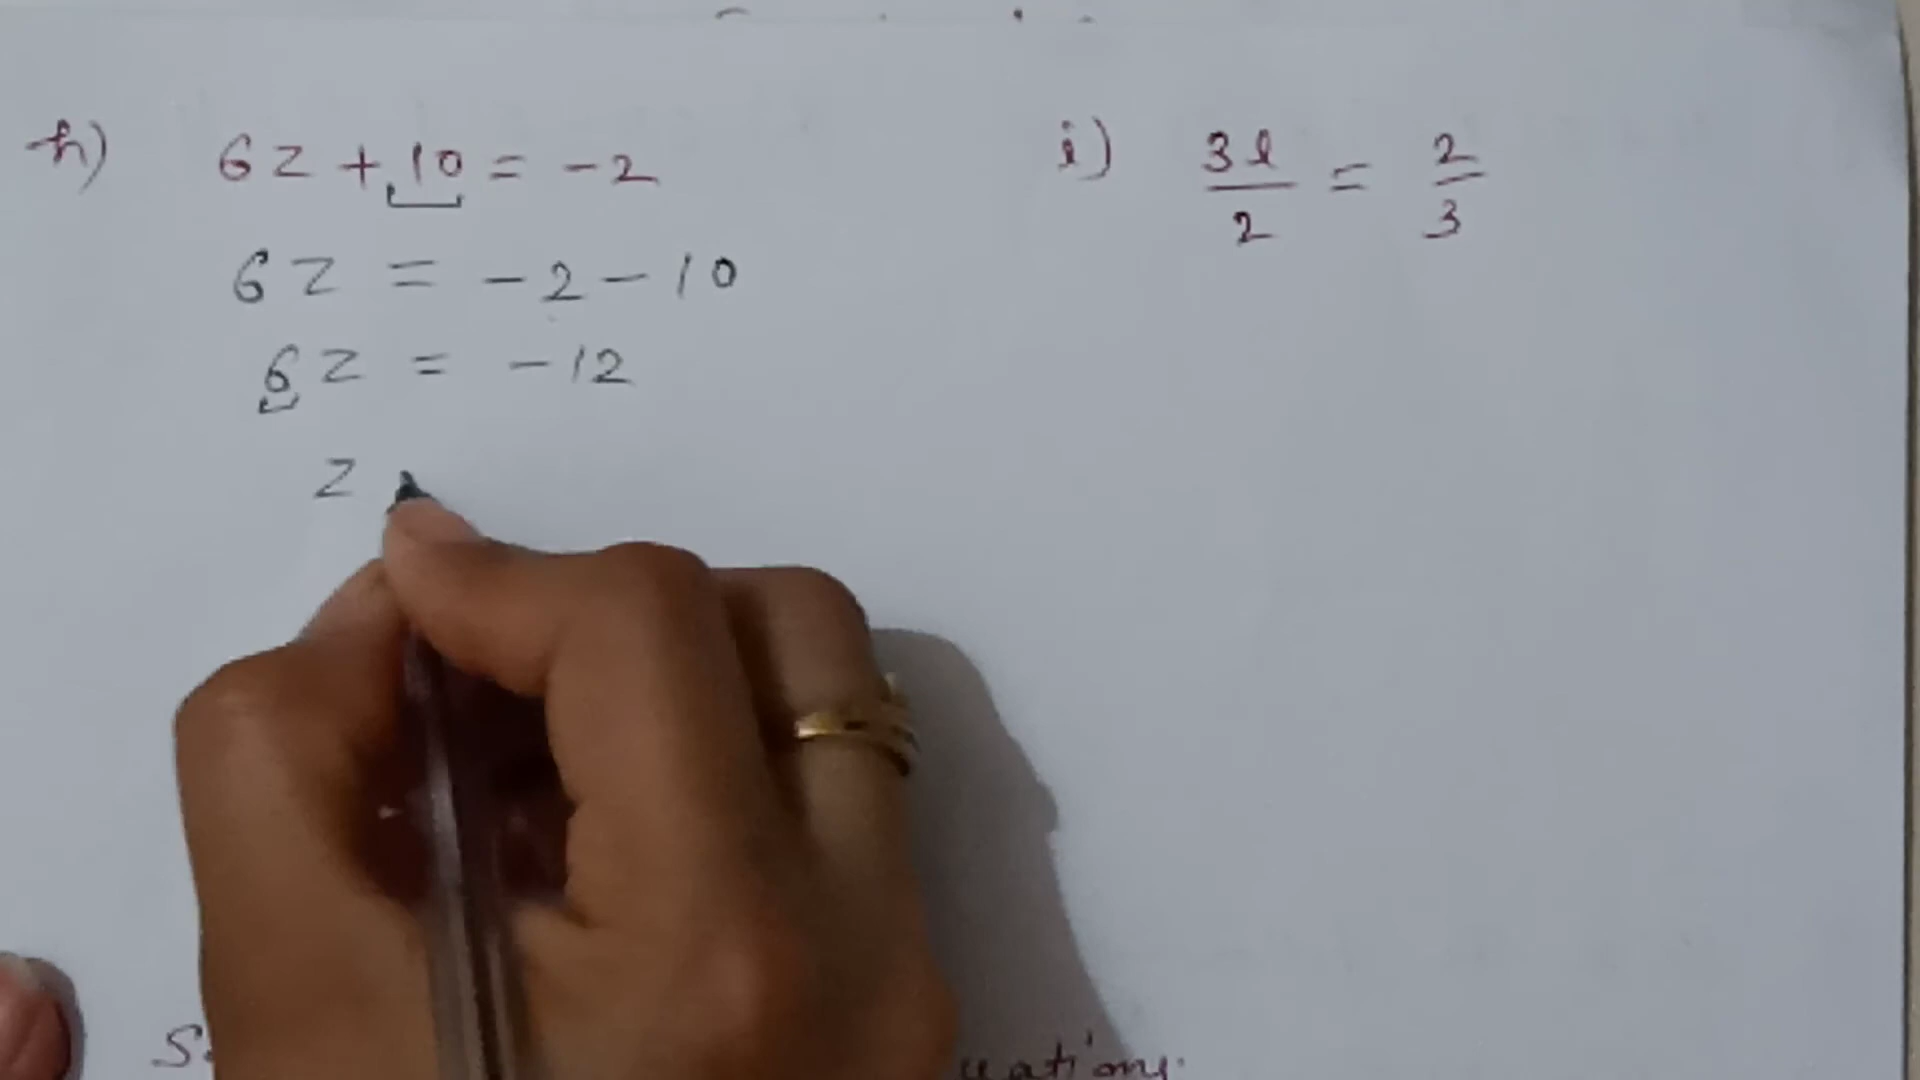 h) 6z + 10 = -2
6z = -2 - 10
6z = -12
z
i) 3l/2 = 2/3